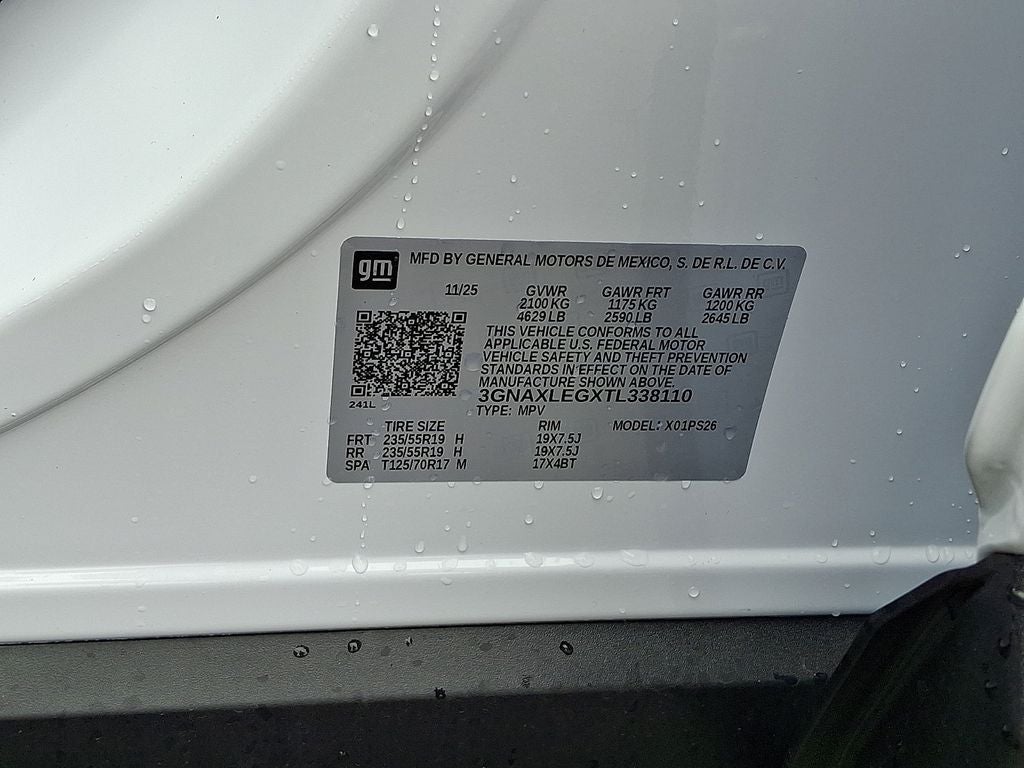 gm MFD BY GENERAL MOTORS DE MEXICO, S. DE R.L. DE C.V.
11/25 GVWR GAWR FRT GAWR RR
2100 KG 1175 KG 1200 KG
4629 LB 2590 LB 2645 LB
THIS VEHICLE CONFORMS TO ALL
APPLICABLE U.S. FEDERAL MOTOR
VEHICLE SAFETY AND THEFT PREVENTION
STANDARDS IN EFFECT ON THE DATE OF
MANUFACTURE SHOWN ABOVE.
3GNAXLEGXTL338110
241L
TYPE: MPV
TIRE SIZE RIM MODEL: X01PS26
FRT 235/55R19 H 19X7.5J
RR 235/55R19 H 19X7.5J
SPA T125/70R17 M 17X4BT